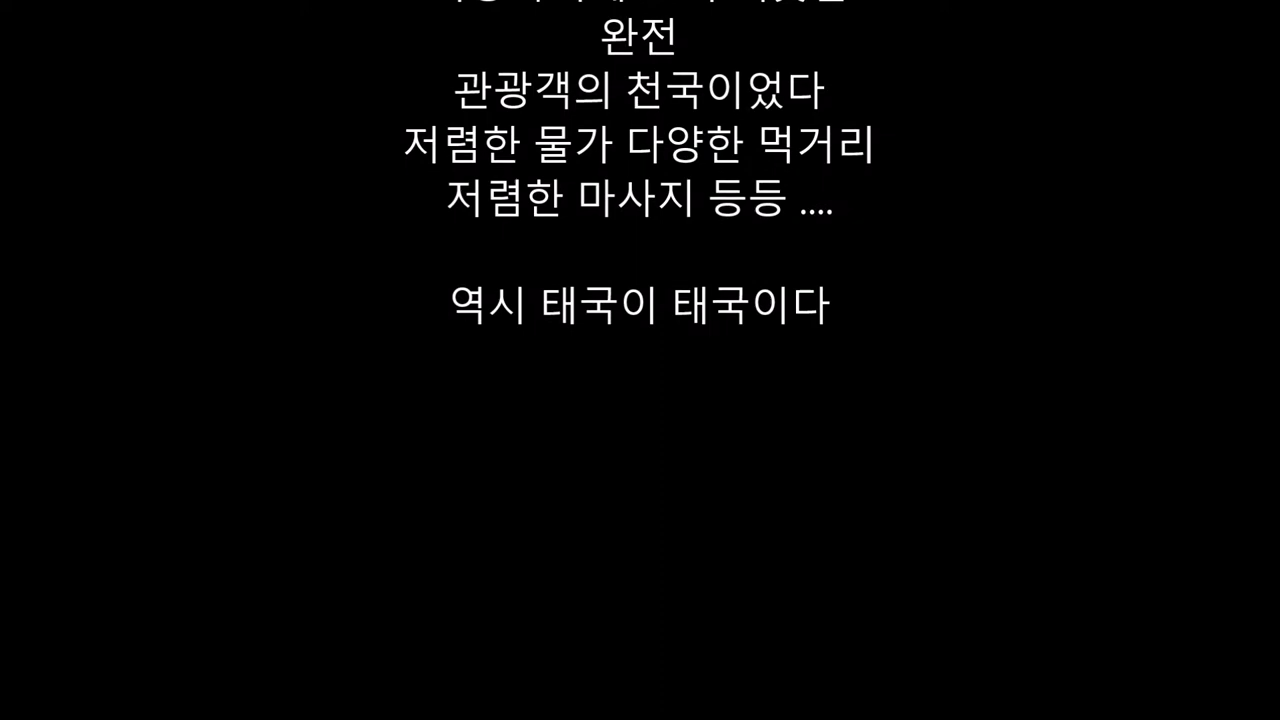 완전
관광객의 천국이었다
저렴한 물가 다양한 먹거리
저렴한 마사지 등등 ....
역시 태국이 태국이다